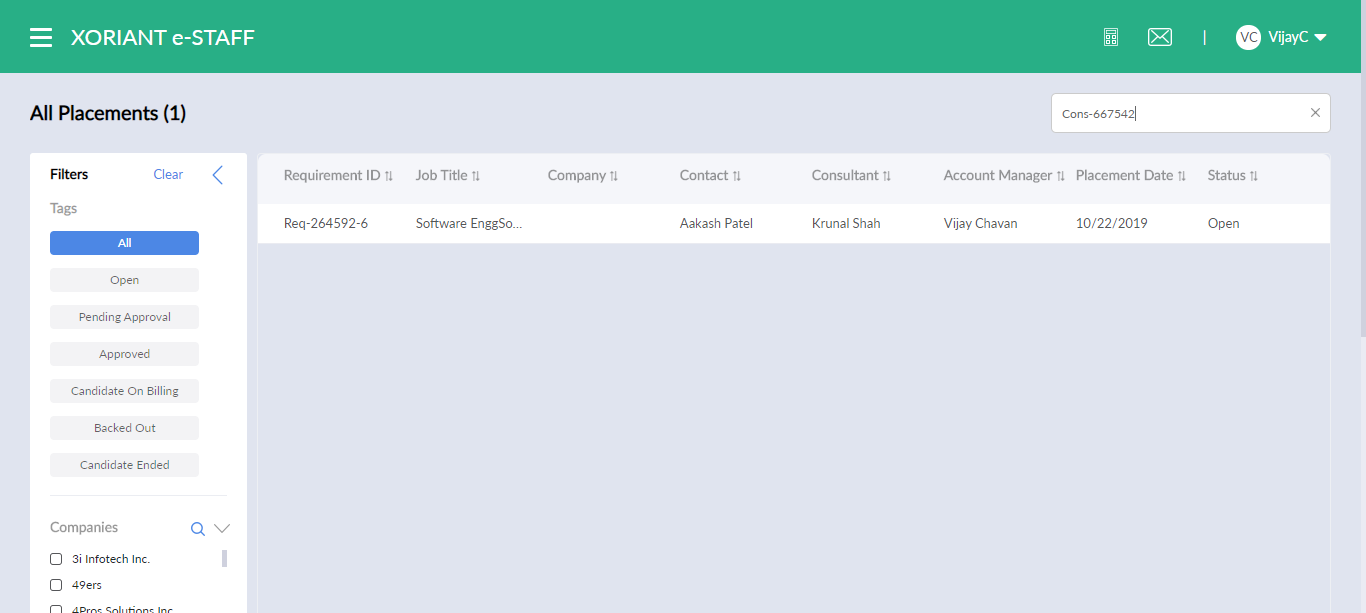 XORIANT e-STAFF
VC VijayC
All Placements (1)
Cons-667542
Filters Clear
Tags
All
Open
Pending Approval
Approved
Candidate On Billing
Backed Out
Candidate Ended
Companies
3i Infotech Inc.
49ers
4Pros Solutions Inc
Requirement ID Job Title Company Contact Consultant Account Manager Placement Date Status
Req-264592-6 Software EnggSo... Aakash Patel Krunal Shah Vijay Chavan 10/22/2019 Open